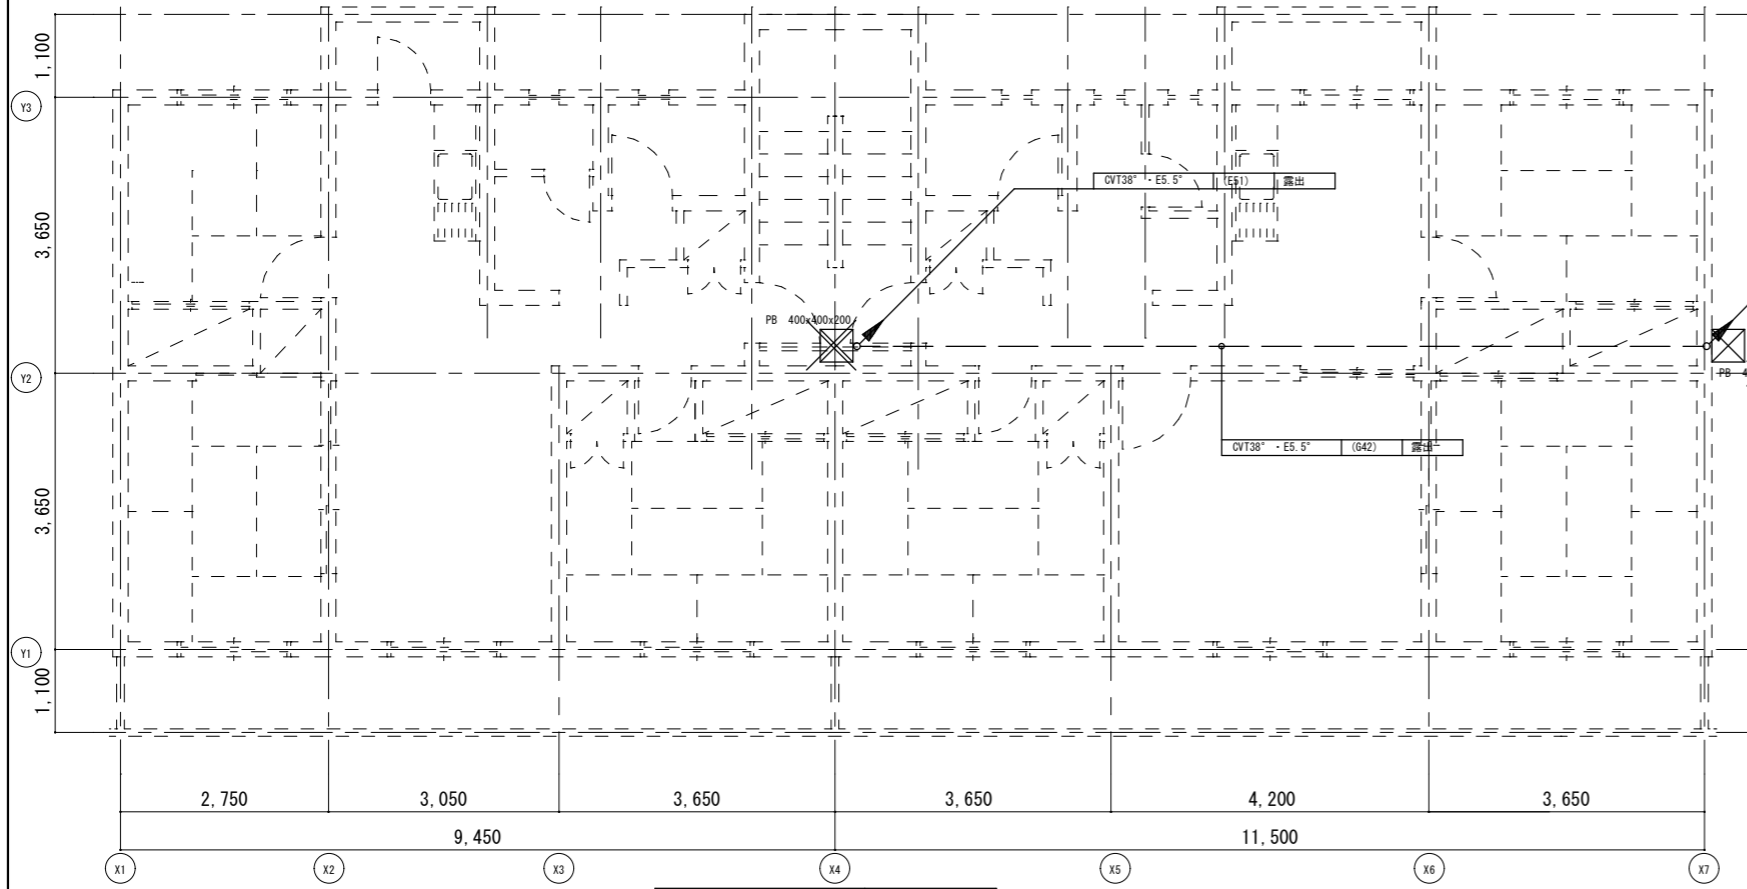 1,100
Y3
3,650
CVT38° ・E5.5° (E51) 露出
PB 400x400x200
Y2
PB 4
CVT38° ・E5.5° (G42) 露出
3,650
Y1
1,100
2,750 3,050 3,650 3,650 4,200 3,650
9,450 11,500
X1 X2 X3 X4 X5 X6 X7